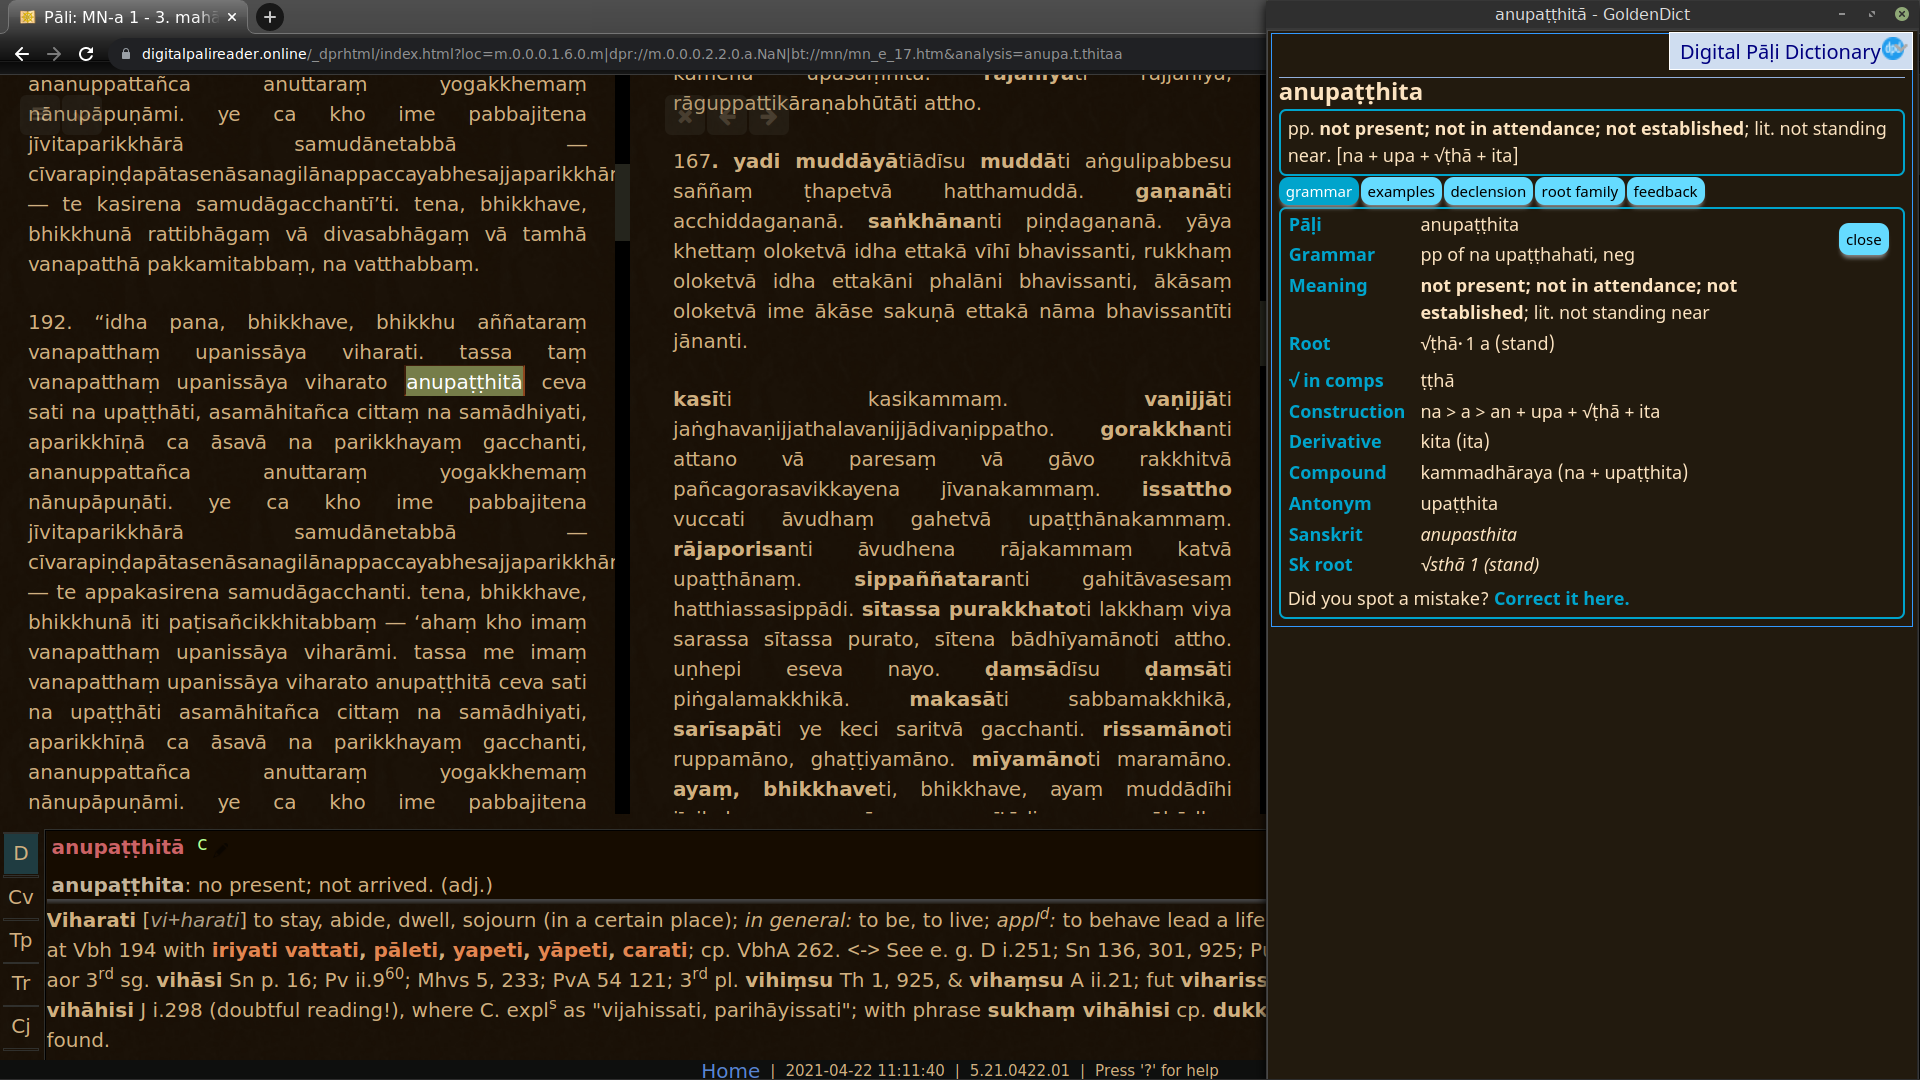 Pāli: MN-a 1 - 3. mahā
digitalpalireader.online/_dprhtml/index.html?loc=m.0.0.0.1.6.0.m|dpr://m.0.0.0.2.2.0.a.NaN|bt://mn/mn_e_17.htm&analysis=anupa.t.thitaa
ananuppattañca anuttaraṃ yogakkhemaṃ
nānupāpuṇāmi. ye ca kho ime pabbajitena
jīvitaparikkhārā samudānetabbā —
cīvarapiṇḍapātasenāsanagilānappaccayabhesajjaparikkhār
— te kasirena samudāgacchantī’ti. tena, bhikkhave,
bhikkhunā rattibhāgaṃ vā divasabhāgaṃ vā tamhā
vanapatthā pakkamitabbaṃ, na vatthabbaṃ.
192. “idha pana, bhikkhave, bhikkhu aññataraṃ
vanapatthaṃ upanissāya viharati. tassa taṃ
vanapatthaṃ upanissāya viharato anupaṭṭhitā ceva
sati na upaṭṭhāti, asamāhitañca cittaṃ na samādhiyati,
aparikkhīṇā ca āsavā na parikkhayaṃ gacchanti,
ananuppattañca anuttaraṃ yogakkhemaṃ
nānupāpuṇāti. ye ca kho ime pabbajitena
jīvitaparikkhārā samudānetabbā —
cīvarapiṇḍapātasenāsanagilānappaccayabhesajjaparikkhār
— te appakasirena samudāgacchanti. tena, bhikkhave,
bhikkhunā iti paṭisañcikkhitabbaṃ — ‘ahaṃ kho imaṃ
vanapatthaṃ upanissāya viharāmi. tassa me imaṃ
vanapatthaṃ upanissāya viharato anupaṭṭhitā ceva sati
na upaṭṭhāti asamāhitañca cittaṃ na samādhiyati,
aparikkhīṇā ca āsavā na parikkhayaṃ gacchanti,
ananuppattañca anuttaraṃ yogakkhemaṃ
nānupāpuṇāmi. ye ca kho ime pabbajitena
kāmena upasaṃhitā. rajanīyāti rajjanīyā,
rāguppattikāraṇabhūtāti attho.
167. yadi muddāyātiādīsu muddāti aṅgulipabbesu
saññaṃ ṭhapetvā hatthamuddā. gaṇanāti
acchiddagaṇanā. saṅkhānanti piṇḍagaṇanā. yāya
khettaṃ oloketvā idha ettakā vīhī bhavissanti, rukkhaṃ
oloketvā idha ettakāni phalāni bhavissanti, ākāsaṃ
oloketvā ime ākāse sakuṇā ettakā nāma bhavissantīti
jānanti.
kasīti kasikammaṃ. vaṇijjāti
jaṅghavaṇijjathalavaṇijjādivaṇippatho. gorakkhanti
attano vā paresaṃ vā gāvo rakkhitvā
pañcagorasavikkayena jīvanakammaṃ. issattho
vuccati āvudhaṃ gahetvā upaṭṭhānakammaṃ.
rājaporisanti āvudhena rājakammaṃ katvā
upaṭṭhānaṃ. sippaññataranti gahitāvasesaṃ
hatthiassasippādi. sītassa purakkhatoti lakkhaṃ viya
sarassa sītassa purato, sītena bādhīyamānoti attho.
uṇhepi eseva nayo. ḍaṃsādīsu ḍaṃsāti
piṅgalamakkhikā. makasāti sabbamakkhikā,
sarīsapāti ye keci saritvā gacchanti. rissamānoti
ruppamāno, ghaṭṭiyamāno. mīyamānoti maramāno.
ayaṃ, bhikkhaveti, bhikkhave, ayaṃ muddādīhi
D
Cv
Tp
Tr
Cj
anupaṭṭhitā c
anupaṭṭhita: no present; not arrived. (adj.)
Viharati [vi+harati] to stay, abide, dwell, sojourn (in a certain place); in general: to be, to live; appld: to behave lead a life
at Vbh 194 with iriyati vattati, pāleti, yapeti, yāpeti, carati; cp. VbhA 262. <-> See e. g. D i.251; Sn 136, 301, 925; Pu
aor 3rd sg. vihāsi Sn p. 16; Pv ii.960; Mhvs 5, 233; PvA 54 121; 3rd pl. vihiṃsu Th 1, 925, & vihaṃsu A ii.21; fut vihariss
vihāhisi J i.298 (doubtful reading!), where C. expls as "vijahissati, parihāyissati"; with phrase sukhaṃ vihāhisi cp. dukk
found.
Home | 2021-04-22 11:11:40 | 5.21.0422.01 | Press '?' for help
anupaṭṭhitā - GoldenDict
Digital Pāḷi Dictionary
anupaṭṭhita
pp. not present; not in attendance; not established; lit. not standing
near. [na + upa + √ṭhā + ita]
grammar examples declension root family feedback
close
Pāḷi anupaṭṭhita
Grammar pp of na upaṭṭhahati, neg
Meaning not present; not in attendance; not
established; lit. not standing near
Root √ṭhā·1 a (stand)
√ in comps ṭṭhā
Construction na > a > an + upa + √ṭhā + ita
Derivative kita (ita)
Compound kammadhāraya (na + upaṭṭhita)
Antonym upaṭṭhita
Sanskrit anupasthita
Sk root √sthā 1 (stand)
Did you spot a mistake? Correct it here.